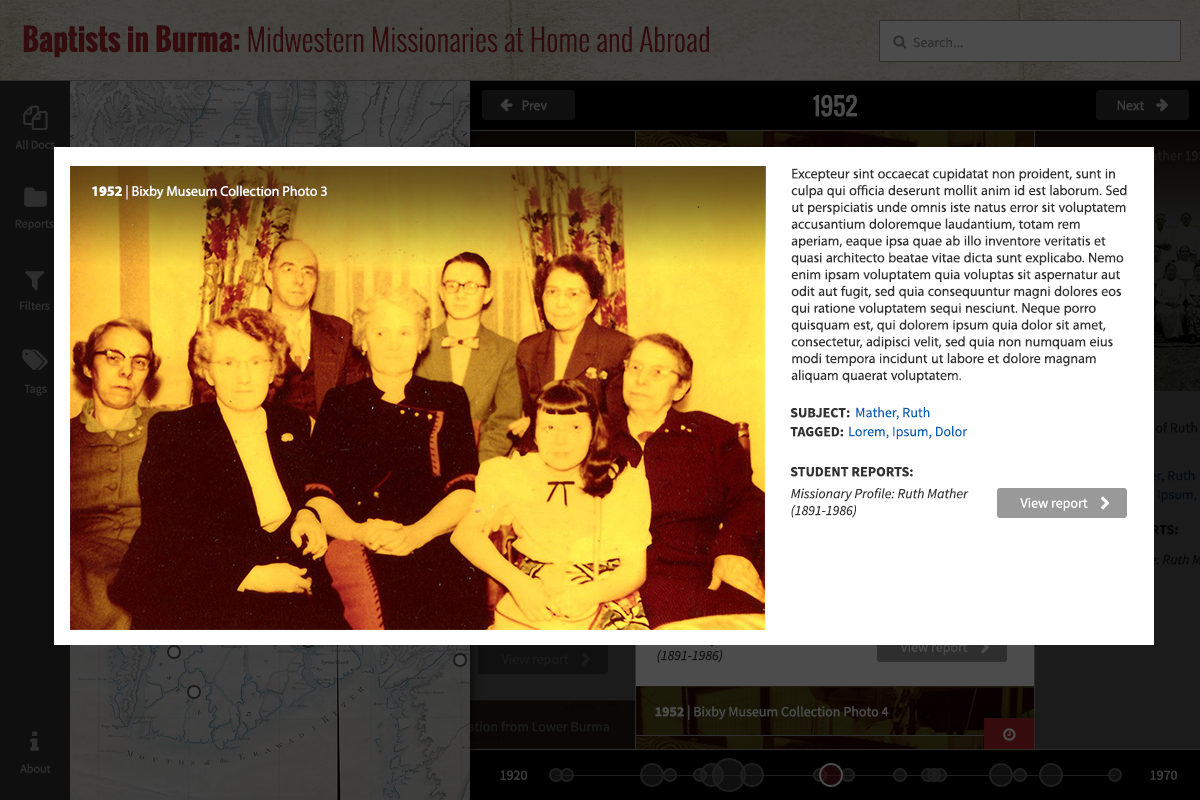 Baptists in Burma: Midwestern Missionaries at Home and Abroad
Search...
All Docs
Reports
Filters
Tags
About
Prev
1952
Next
1952 | Bixby Museum Collection Photo 3
Excepteur sint occaecat cupidatat non proident, sunt in
culpa qui officia deserunt mollit anim id est laborum. Sed
ut perspiciatis unde omnis iste natus error sit voluptatem
accusantium doloremque laudantium, totam rem
aperiam, eaque ipsa quae ab illo inventore veritatis et
quasi architecto beatae vitae dicta sunt explicabo. Nemo
enim ipsam voluptatem quia voluptas sit aspernatur aut
odit aut fugit, sed quia consequuntur magni dolores eos
qui ratione voluptatem sequi nesciunt. Neque porro
quisquam est, qui dolorem ipsum quia dolor sit amet,
consectetur, adipisci velit, sed quia non numquam eius
modi tempora incidunt ut labore et dolore magnam
aliquam quaerat voluptatem.
SUBJECT: Mather, Ruth
TAGGED: Lorem, Ipsum, Dolor
STUDENT REPORTS:
Missionary Profile: Ruth Mather
(1891-1986)
View report
of Ruth
Ruth
View report
(1891-1986)
View report
from Lower Burma
1952 | Bixby Museum Collection Photo 4
1920
1970